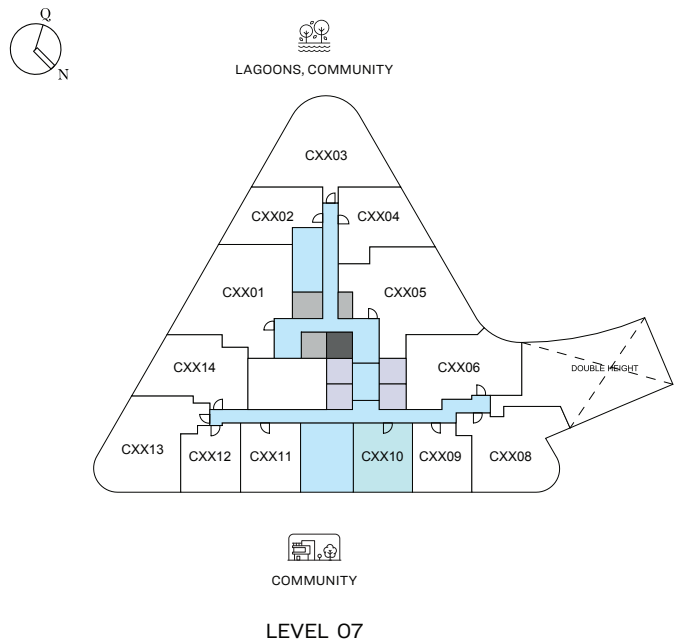 Q
N
LAGOONS, COMMUNITY
CXX03
CXX02
CXX04
CXX01
CXX05
CXX14
CXX06
DOUBLE HEIGHT
CXX13
CXX12
CXX11
CXX10
CXX09
CXX08
COMMUNITY
LEVEL 07